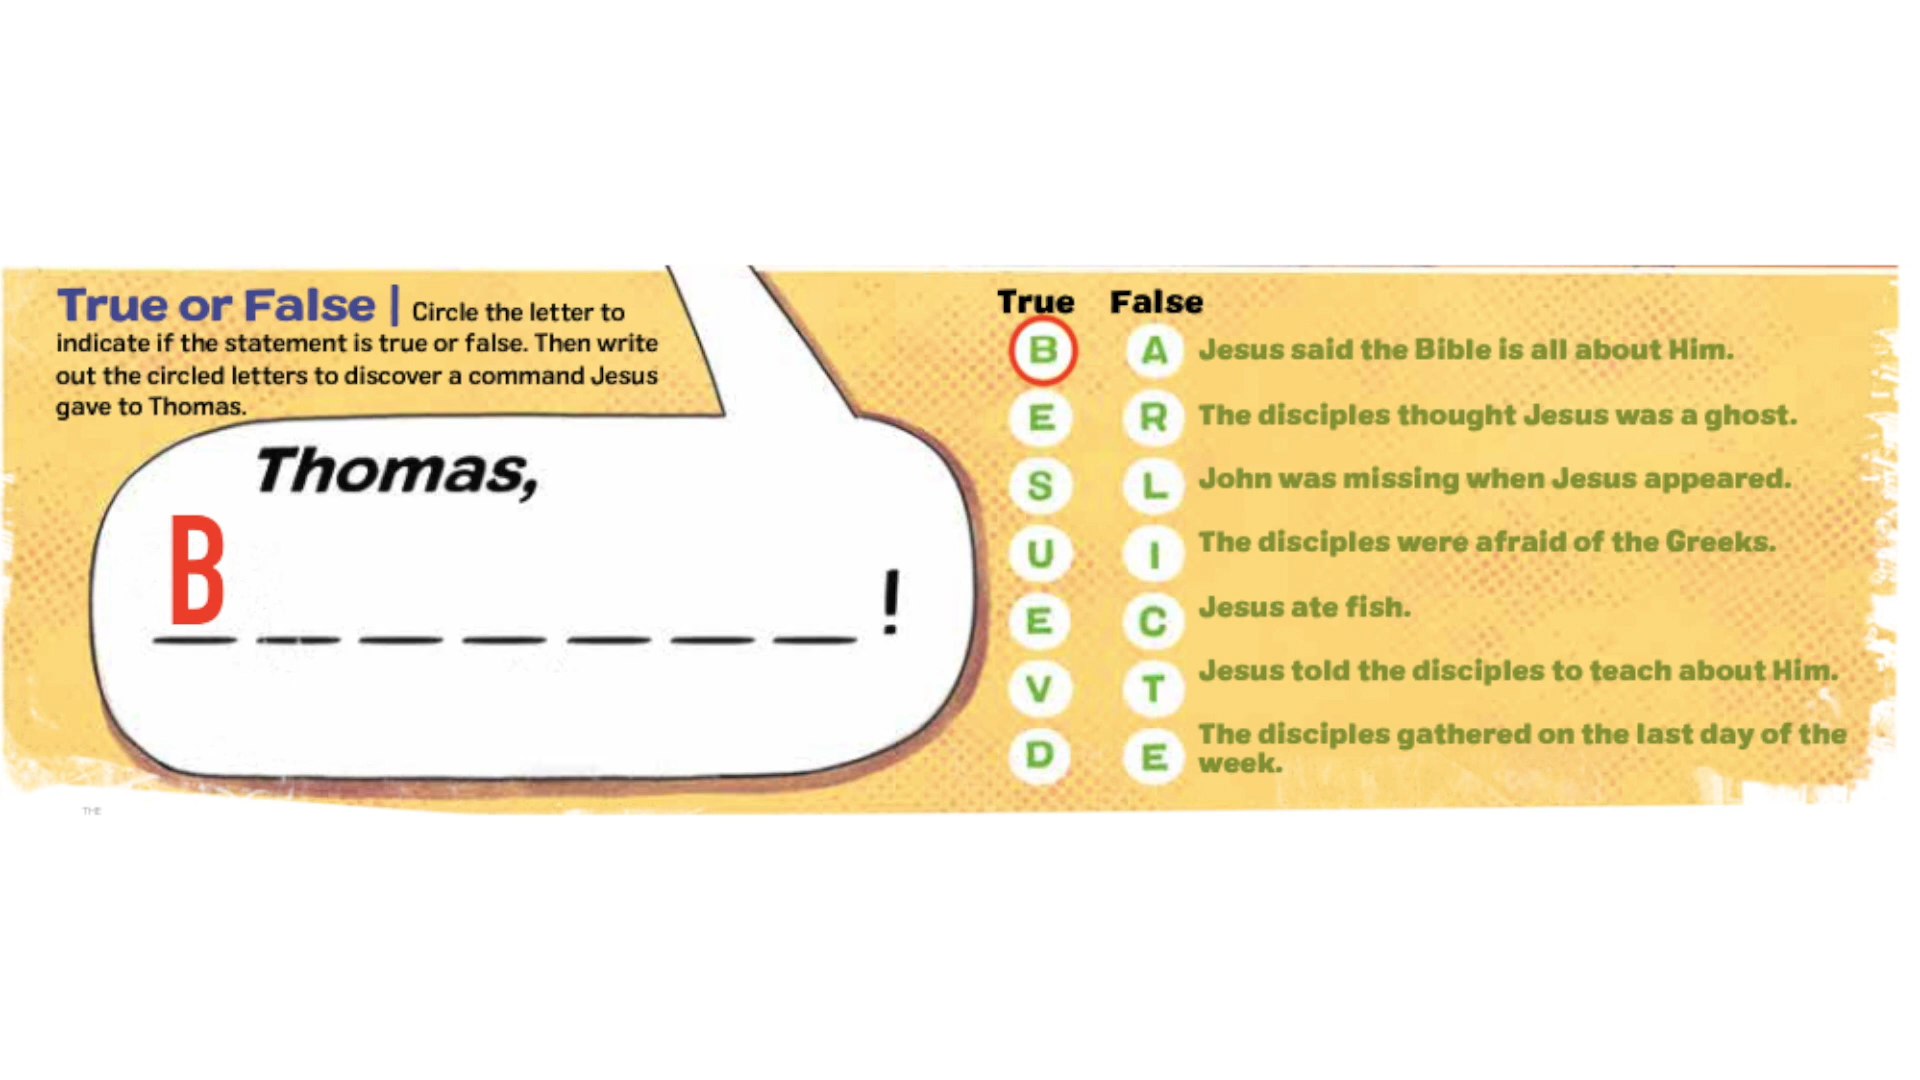 True or False | Circle the letter to
indicate if the statement is true or false. Then write
out the circled letters to discover a command Jesus
gave to Thomas.
Thomas,
B _ _ _ _ _ _ !
True False
B A Jesus said the Bible is all about Him.
E R The disciples thought Jesus was a ghost.
S L John was missing when Jesus appeared.
U I The disciples were afraid of the Greeks.
E C Jesus ate fish.
V T Jesus told the disciples to teach about Him.
D E The disciples gathered on the last day of the
week.
THE